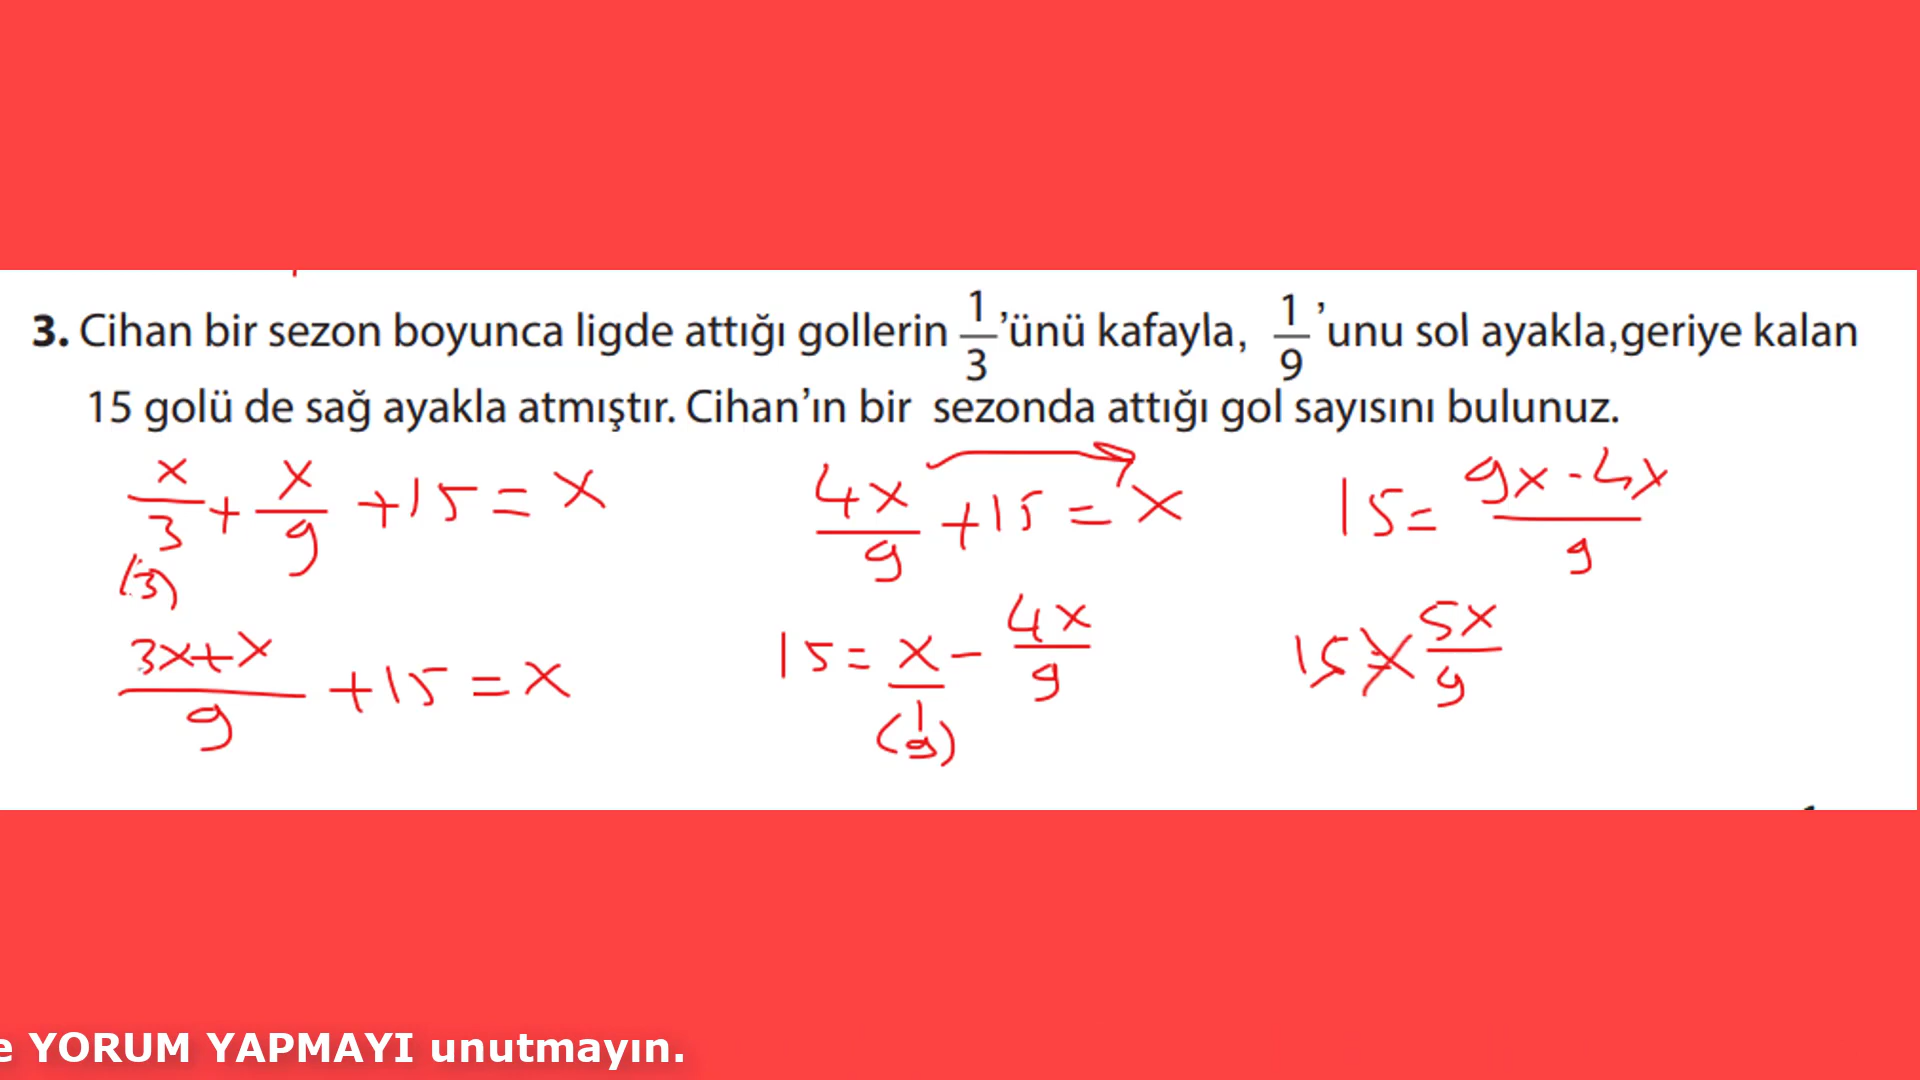 3. Cihan bir sezon boyunca ligde attığı gollerin 1/3 'ünü kafayla, 1/9 'unu sol ayakla,geriye kalan
15 golü de sağ ayakla atmıştır. Cihan'ın bir sezonda attığı gol sayısını bulunuz.
x/3 + x/9 + 15 = x
(3)
(3x+x)/9 + 15 = x
4x/9 + 15 = x
15 = x/1 - 4x/9
(9)
15 = (9x - 4x)/9
15 = 5x/9
e YORUM YAPMAYI unutmayın.